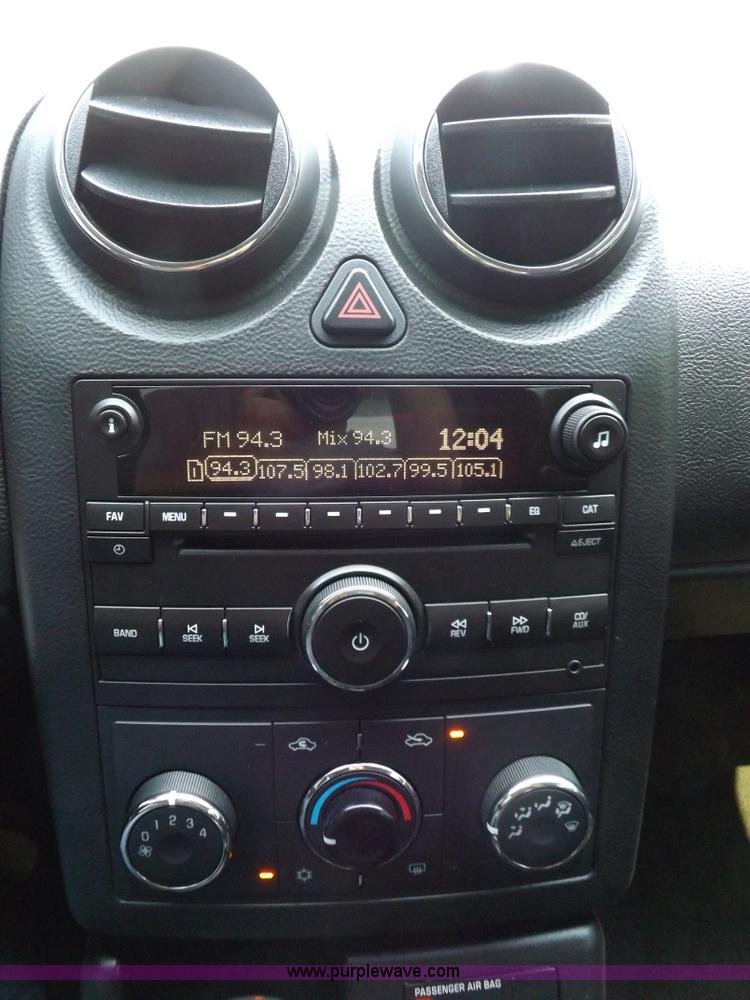 i
FM 94.3 Mix 94.3 12:04
1 94.3 107.5 98.1 102.7 99.5 105.1
FAV MENU EQ CAT
EJECT
BAND SEEK SEEK REV FWD CD/
AUX
0 1 2 3 4
www.purplewave.com
PASSENGER AIR BAG